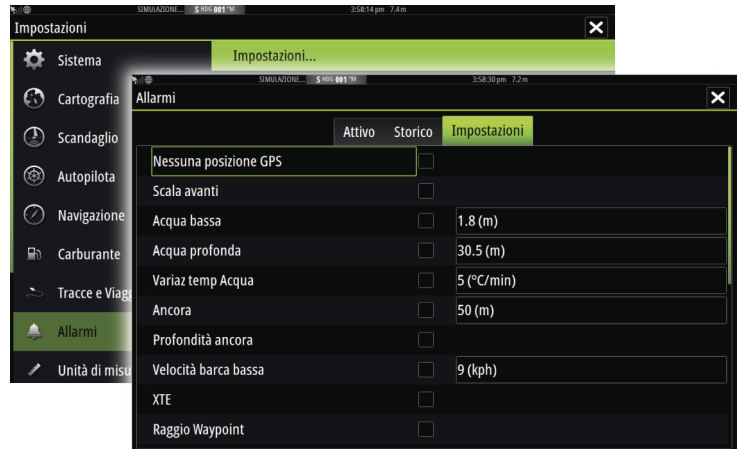 SIMULAZIONE... S HDG 001 °M 3:58:14 pm 7.4 m
Impostazioni
Sistema
Impostazioni...
Cartografia
Scandaglio
Autopilota
Navigazione
Carburante
Tracce e Viagg
Allarmi
Unità di misu
SIMULAZIONE... S HDG 001 °M 3:58:30 pm 7.2 m
Allarmi
Attivo Storico Impostazioni
Nessuna posizione GPS
Scala avanti
Acqua bassa 1.8 (m)
Acqua profonda 30.5 (m)
Variaz temp Acqua 5 (°C/min)
Ancora 50 (m)
Profondità ancora
Velocità barca bassa 9 (kph)
XTE
Raggio Waypoint